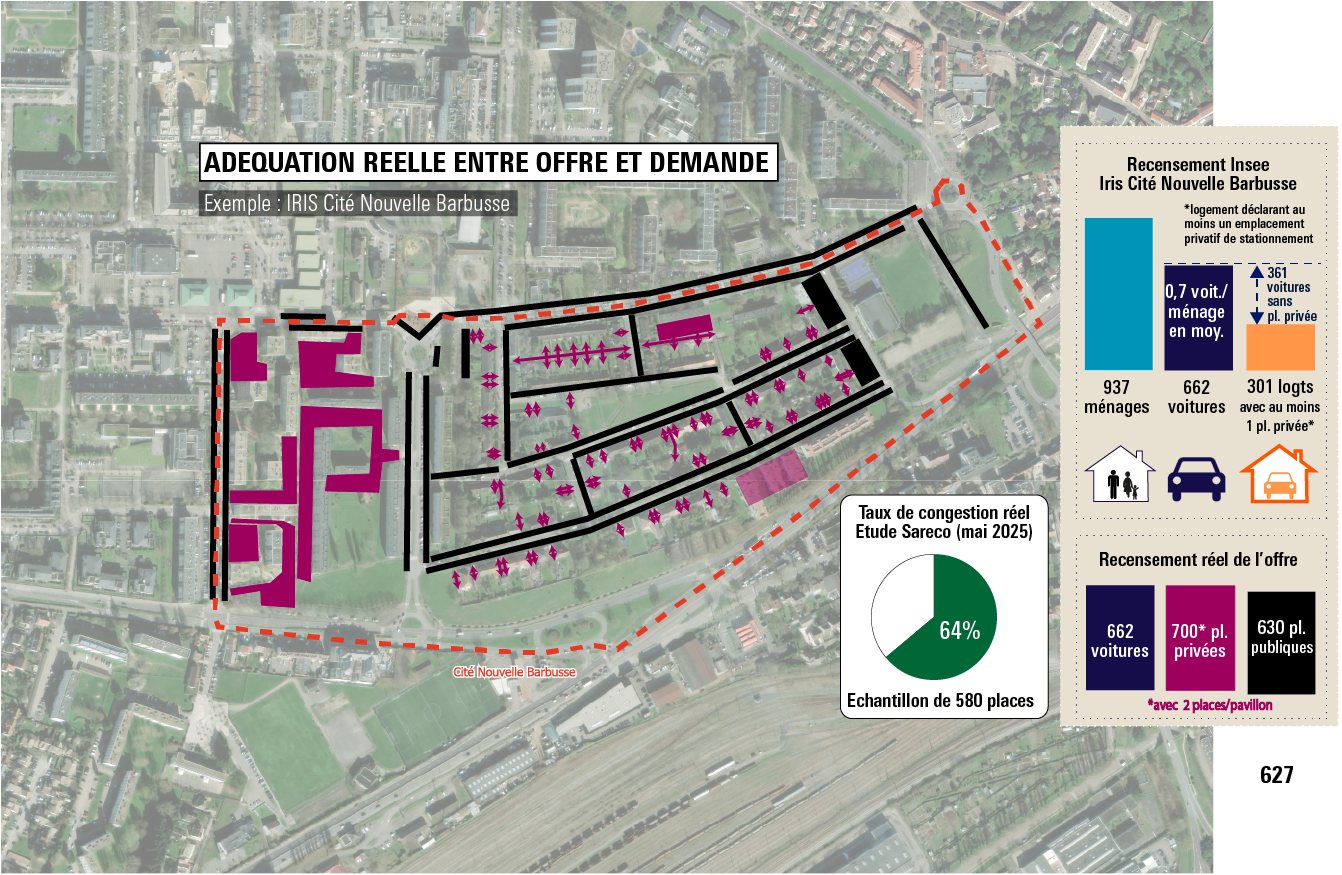 ADEQUATION REELLE ENTRE OFFRE ET DEMANDE
Exemple : IRIS Cité Nouvelle Barbusse
Recensement Insee
Iris Cité Nouvelle Barbusse
*logement déclarant au
moins un emplacement
privatif de stationnement
0,7 voit./
ménage
en moy.
361
voitures
sans
pl. privée
937
ménages
662
voitures
301 logts
avec au moins
1 pl. privée*
Taux de congestion réel
Etude Sareco (mai 2025)
64%
Echantillon de 580 places
Recensement réel de l'offre
662
voitures
700* pl.
privées
630 pl.
publiques
*avec 2 places/pavillon
Cité Nouvelle Barbusse
627